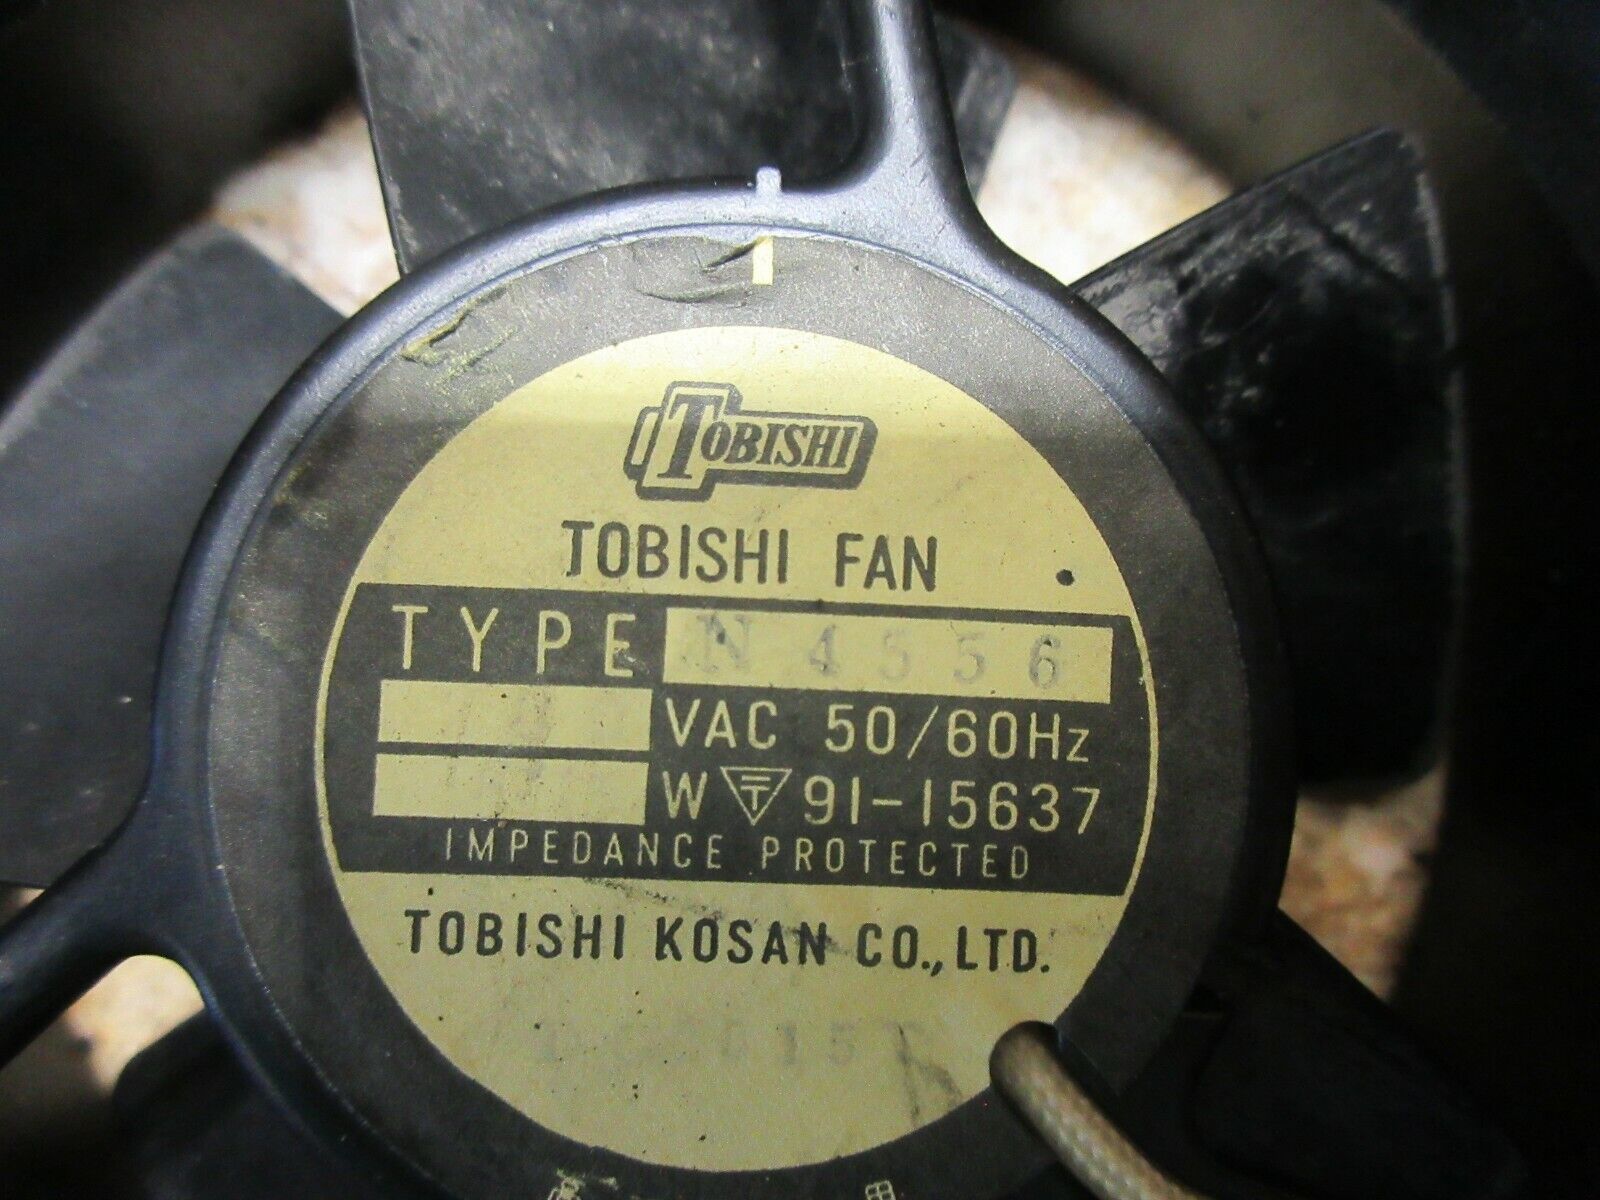 TOBISHI
TOBISHI FAN
TYPE N4556
VAC 50/60Hz
W T 91-15637
IMPEDANCE PROTECTED
TOBISHI KOSAN CO.,LTD.